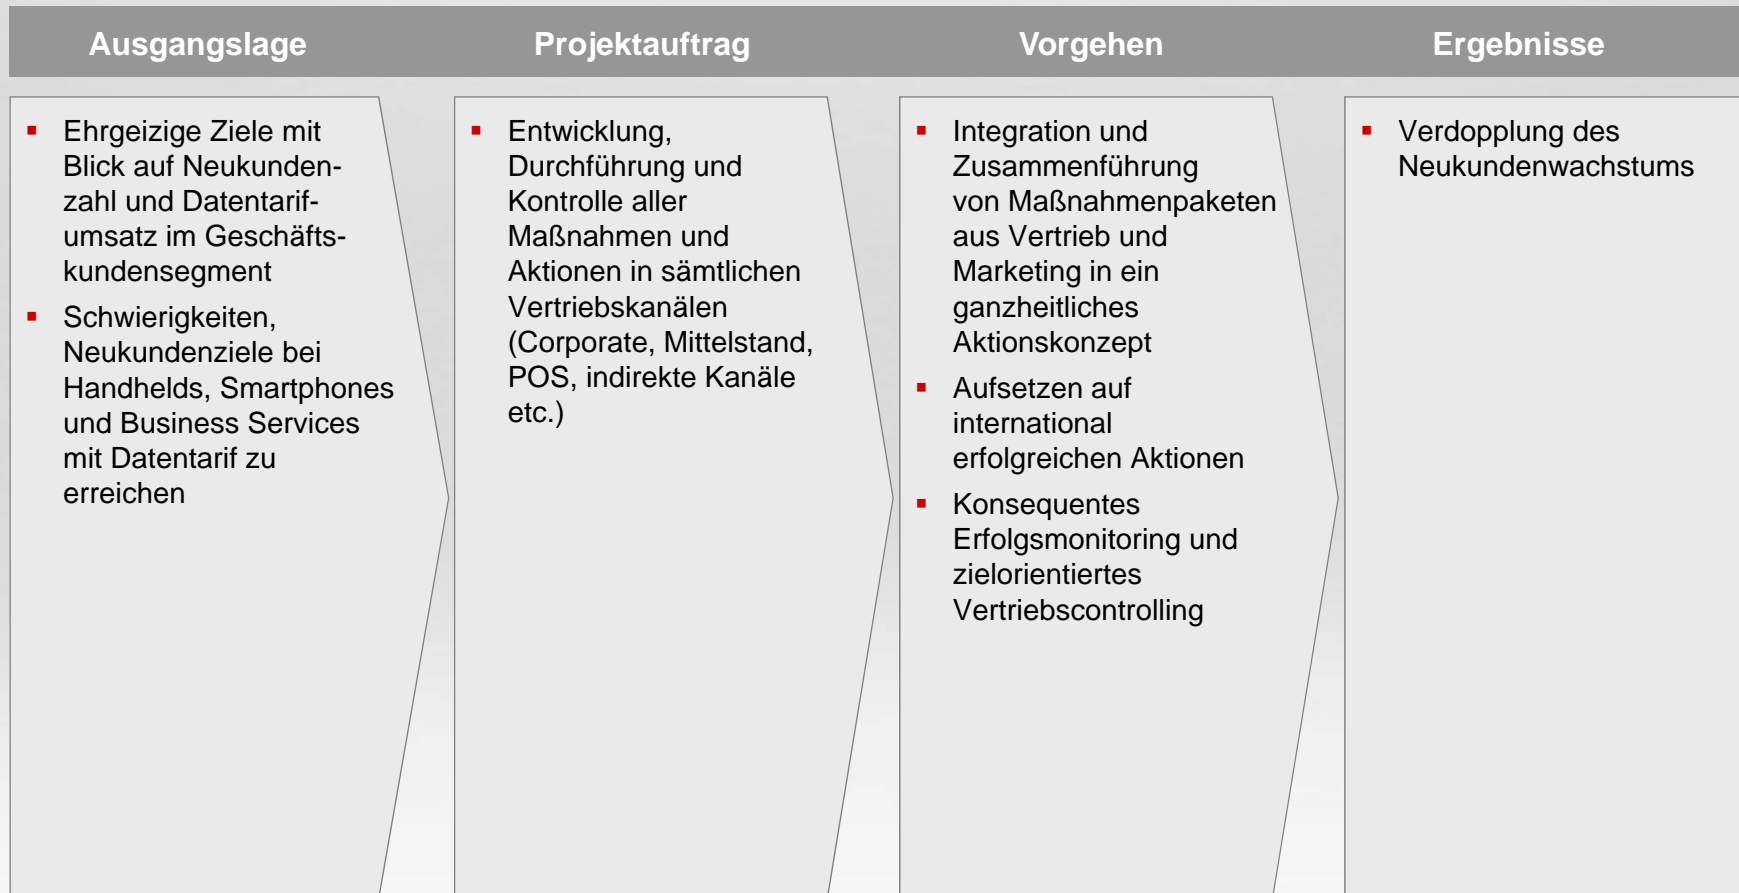 Ausgangslage
Projektauftrag
Vorgehen
Ergebnisse
Ehrgeizige Ziele mit
Blick auf Neukunden-
zahl und Datentarif-
umsatz im Geschäfts-
kundensegment
Schwierigkeiten,
Neukundenziele bei
Handhelds, Smartphones
und Business Services
mit Datentarif zu
erreichen
Entwicklung,
Durchführung und
Kontrolle aller
Maßnahmen und
Aktionen in sämtlichen
Vertriebskanälen
(Corporate, Mittelstand,
POS, indirekte Kanäle
etc.)
Integration und
Zusammenführung
von Maßnahmenpaketen
aus Vertrieb und
Marketing in ein
ganzheitliches
Aktionskonzept
Aufsetzen auf
international
erfolgreichen Aktionen
Konsequentes
Erfolgsmonitoring und
zielorientiertes
Vertriebscontrolling
Verdopplung des
Neukundenwachstums